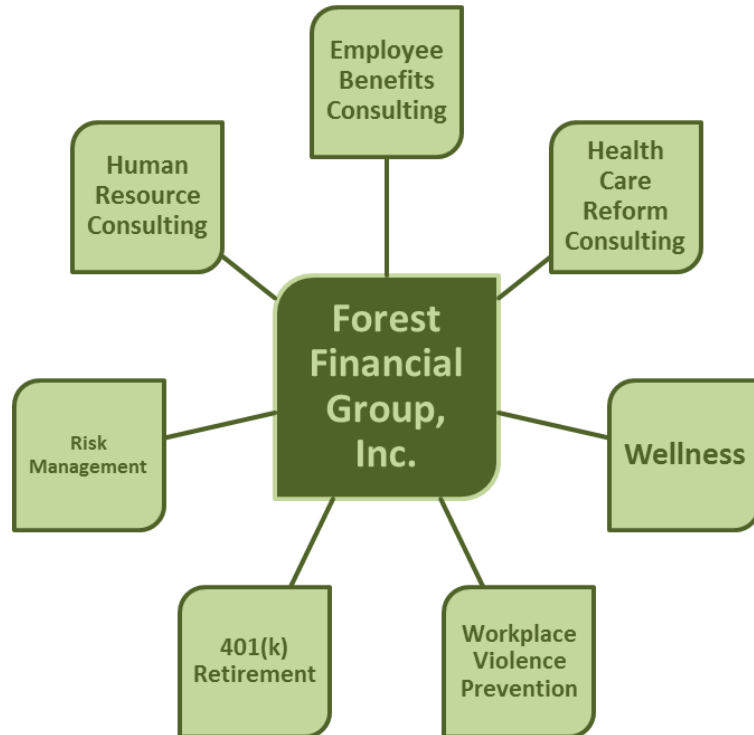 Employee
Benefits
Consulting
Human
Resource
Consulting
Health
Care
Reform
Consulting
Forest
Financial
Group,
Inc.
Risk
Management
Wellness
401(k)
Retirement
Workplace
Violence
Prevention